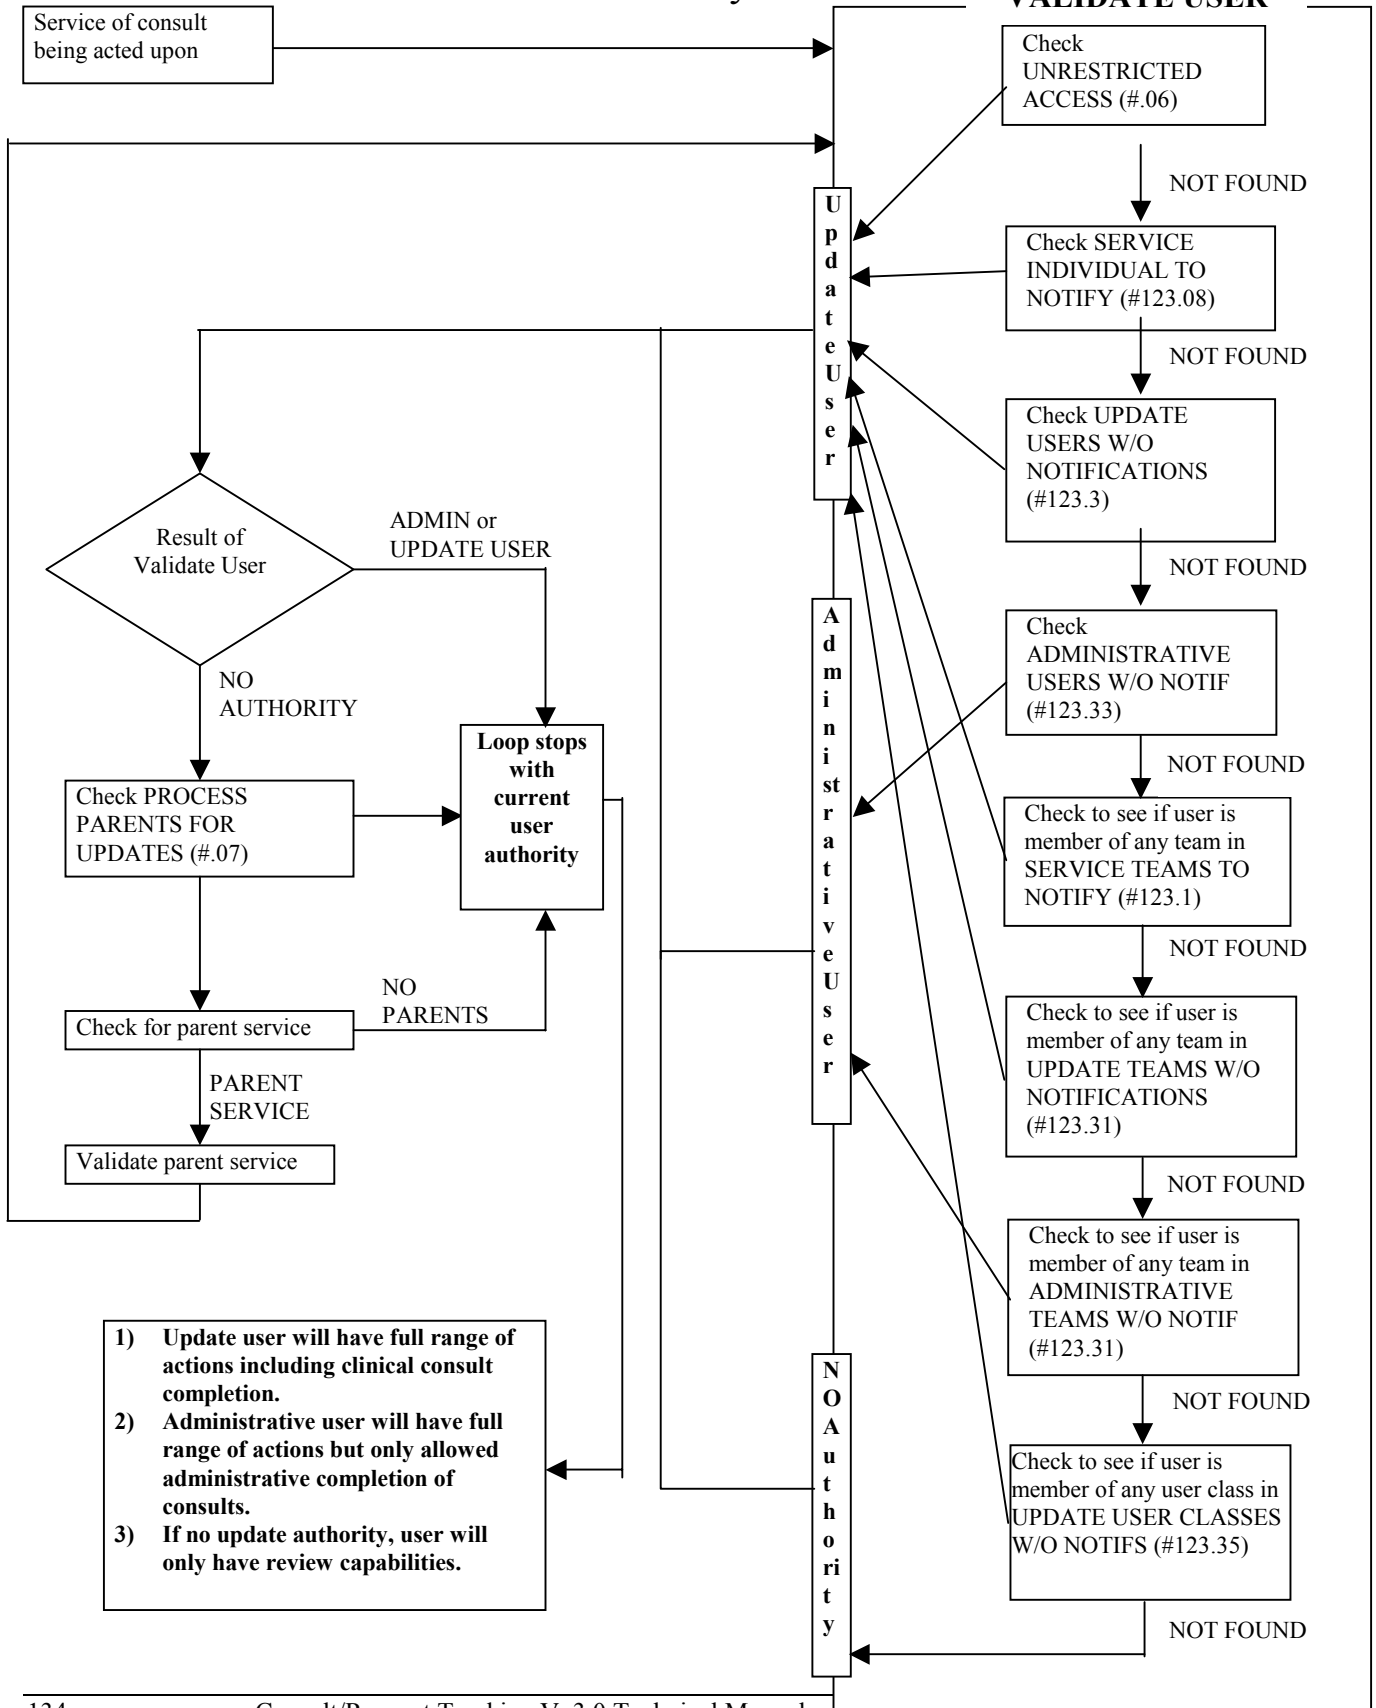 VALIDATE USER
Service of consult
being acted upon
Check
UNRESTRICTED
ACCESS (#.06)
NOT FOUND
Check SERVICE
INDIVIDUAL TO
NOTIFY (#123.08)
NOT FOUND
Check UPDATE
USERS W/O
NOTIFICATIONS
(#123.3)
NOT FOUND
Check
ADMINISTRATIVE
USERS W/O NOTIF
(#123.33)
NOT FOUND
Check to see if user is
member of any team in
SERVICE TEAMS TO
NOTIFY (#123.1)
NOT FOUND
Check to see if user is
member of any team in
UPDATE TEAMS W/O
NOTIFICATIONS
(#123.31)
NOT FOUND
Check to see if user is
member of any team in
ADMINISTRATIVE
TEAMS W/O NOTIF
(#123.31)
NOT FOUND
Check to see if user is
member of any user class in
UPDATE USER CLASSES
W/O NOTIFS (#123.35)
NOT FOUND
U
p
d
a
t
e
U
s
e
r
A
d
m
i
n
i
st
r
a
t
i
v
e
U
s
e
r
N
O
A
u
t
h
o
ri
t
y
Result of
Validate User
ADMIN or
UPDATE USER
NO
AUTHORITY
Check PROCESS
PARENTS FOR
UPDATES (#.07)
Loop stops
with
current
user
authority
Check for parent service
NO
PARENTS
PARENT
SERVICE
Validate parent service
1) Update user will have full range of
actions including clinical consult
completion.
2) Administrative user will have full
range of actions but only allowed
administrative completion of
consults.
3) If no update authority, user will
only have review capabilities.
134 Consult/Request Tracking V. 3.0 Technical Manual